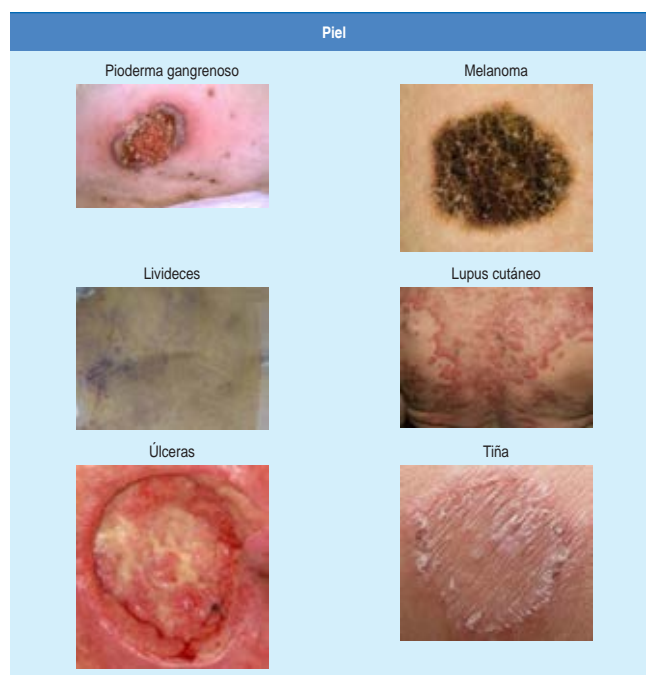 Piel
Pioderma gangrenoso
Melanoma
Livideces
Lupus cutáneo
Úlceras
Tiña